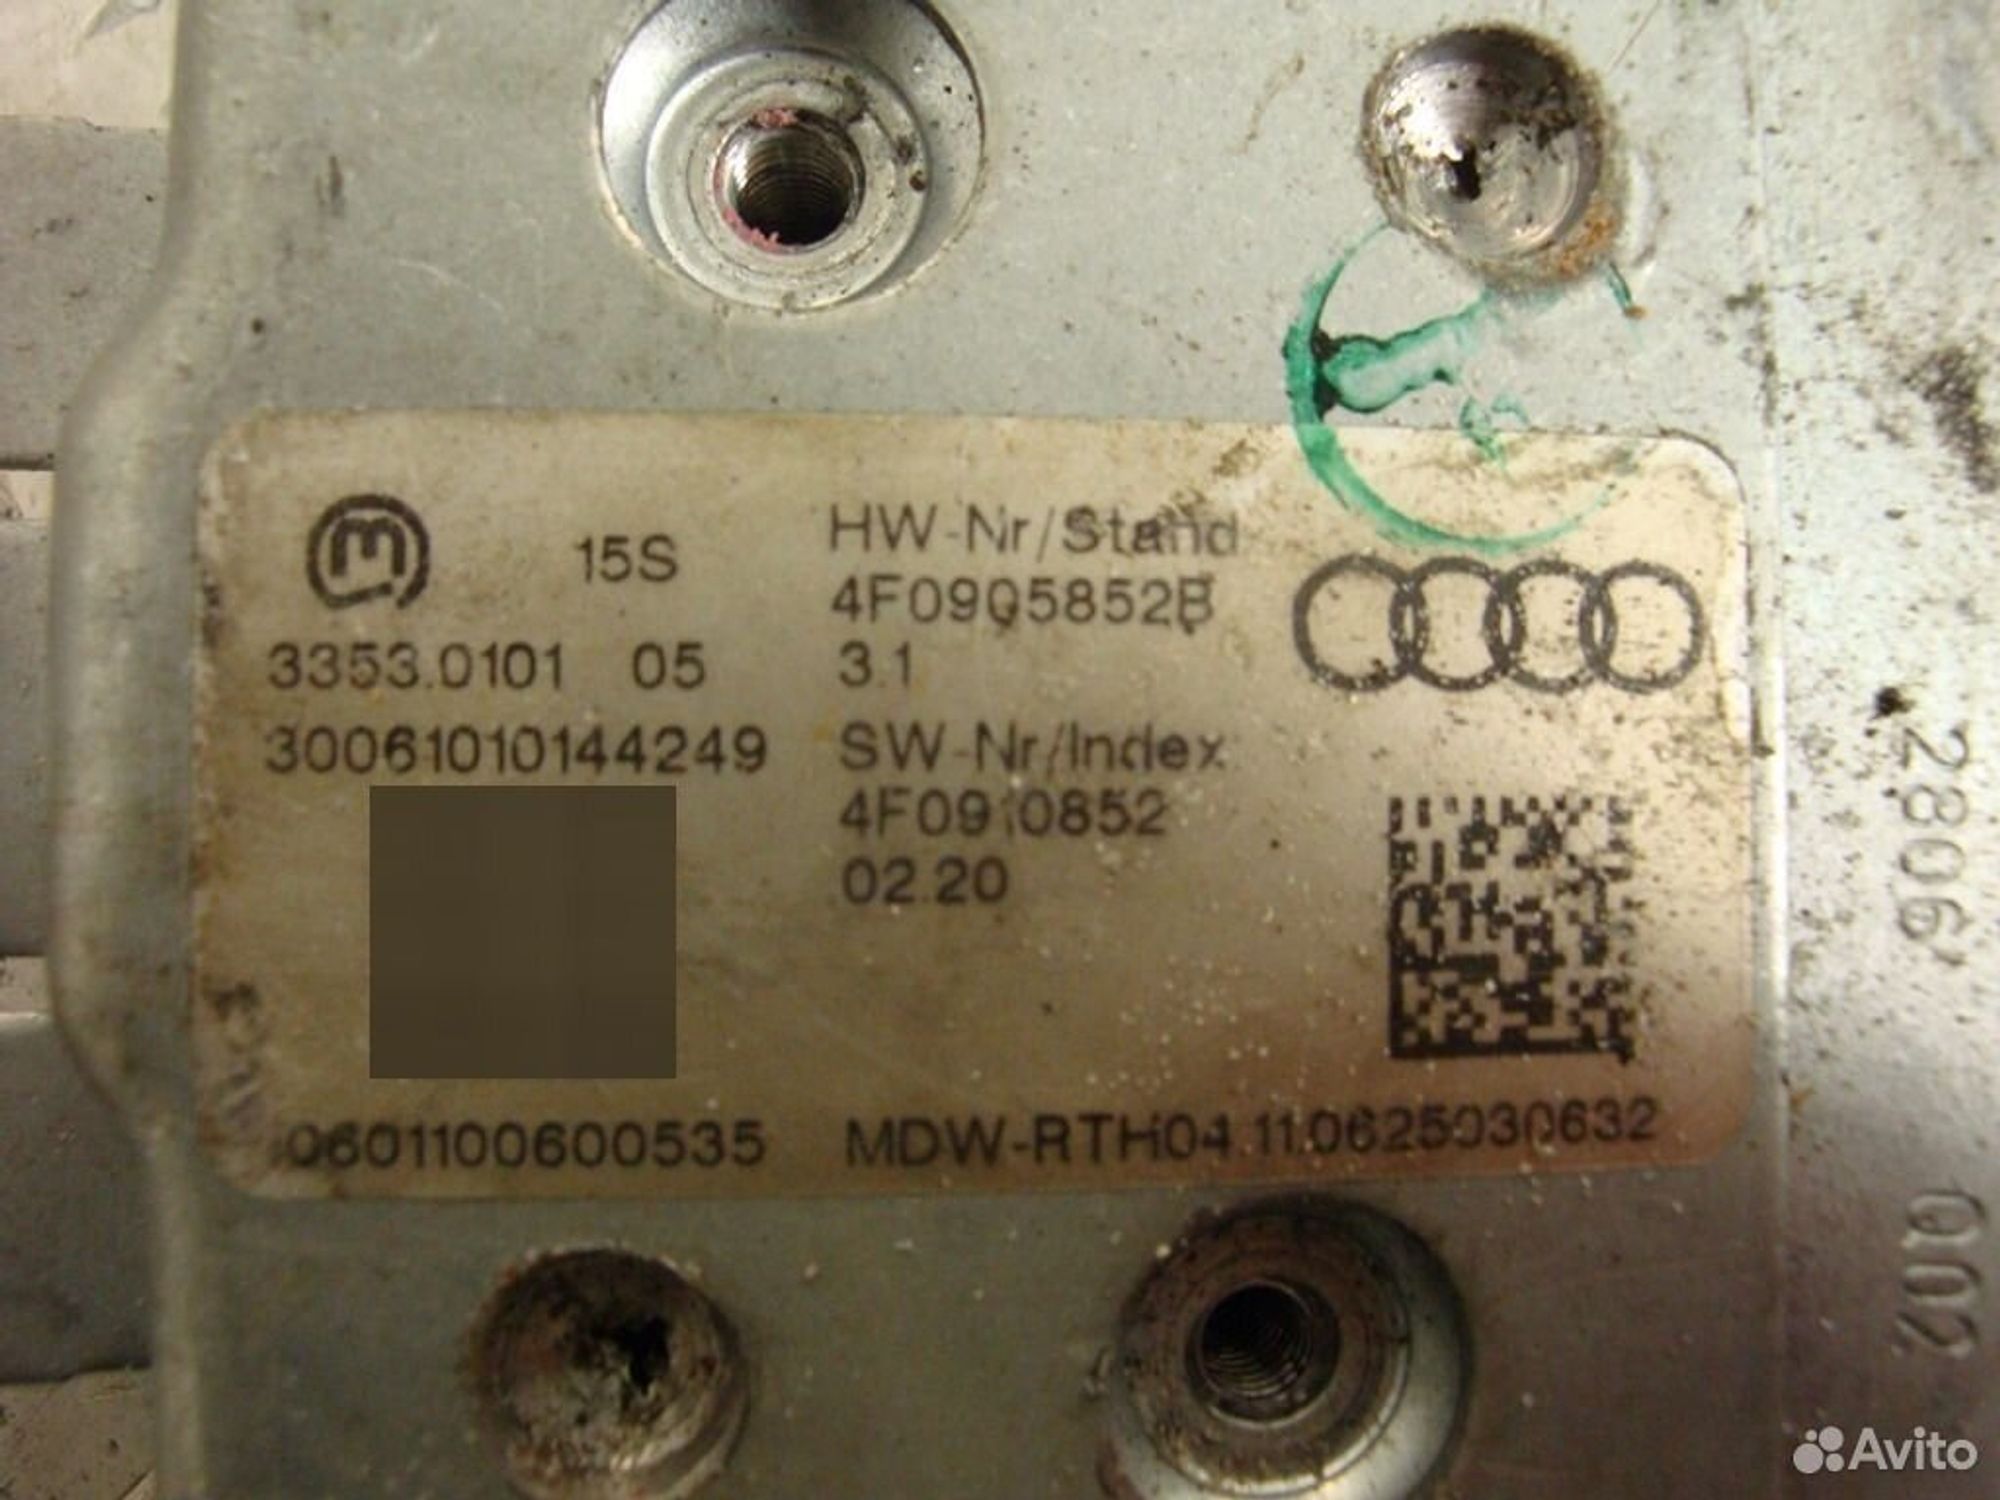 15S
3353.0101 05
30061010144249
HW-Nr/Stand
4F0905852B
3.1
SW-Nr/Index
4F0910852
02.20
0601100600535
MDW-RTH04.11.0625030632
2806
Q02
Avito